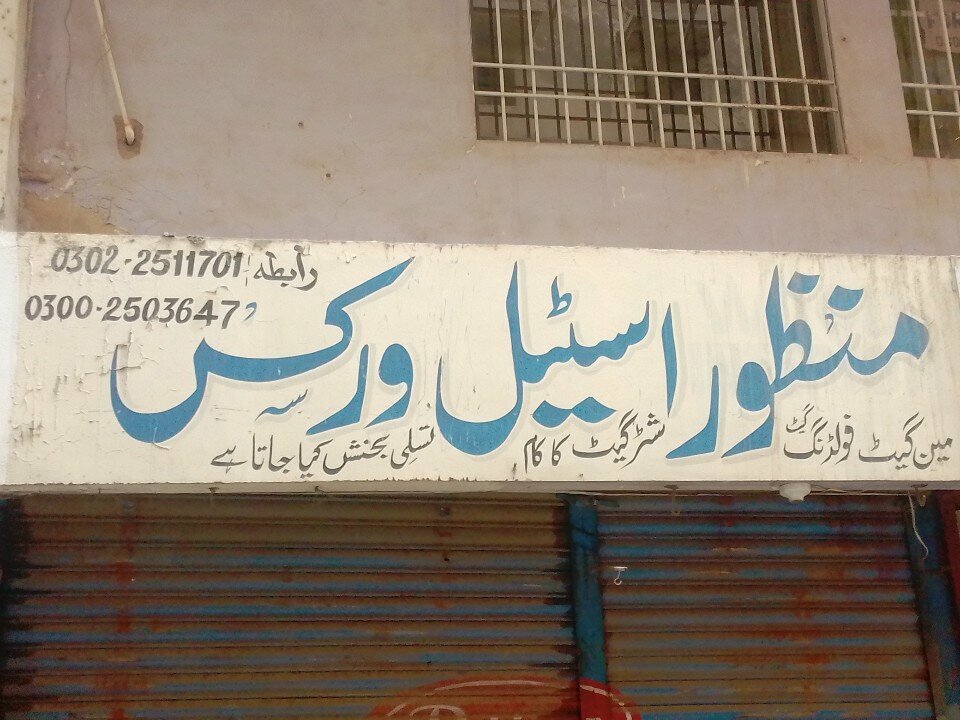 رابطہ 0302-2511701
0300-2503647
منظور اسٹیل ورکس
مین گیٹ فولڈنگ گیٹ شٹر گیٹ کا کام تسلی بخش کیا جاتا ہے